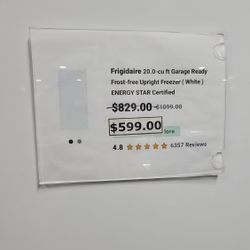 Frigidaire 20.0-cu ft Garage Ready
Frost-free Upright Freezer ( White )
ENERGY STAR Certified
$829.00 $1099.00
$599.00
4.8 ★★★★★ 6357 Reviews